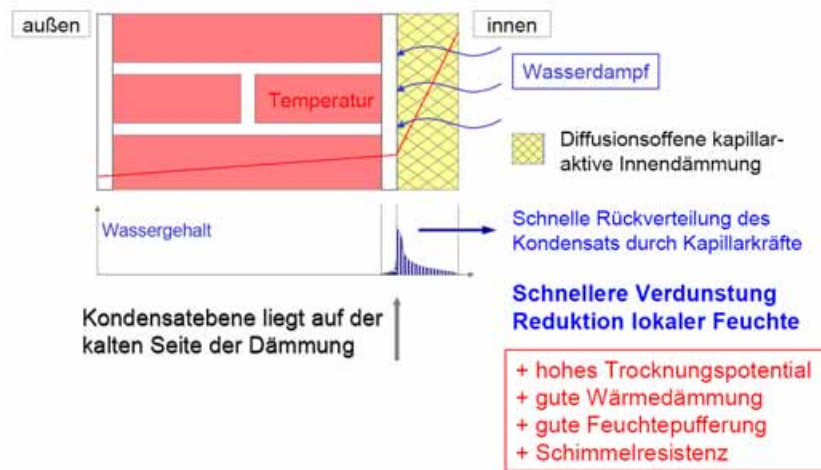 außen
innen
Temperatur
Wasserdampf
Diffusionsoffene kapillar-
aktive Innendämmung
Wassergehalt
Schnelle Rückverteilung des
Kondensats durch Kapillarkräfte
Kondensatebene liegt auf der
kalten Seite der Dämmung
Schnellere Verdunstung
Reduktion lokaler Feuchte
+ hohes Trocknungspotential
+ gute Wärmedämmung
+ gute Feuchtepufferung
+ Schimmelresistenz